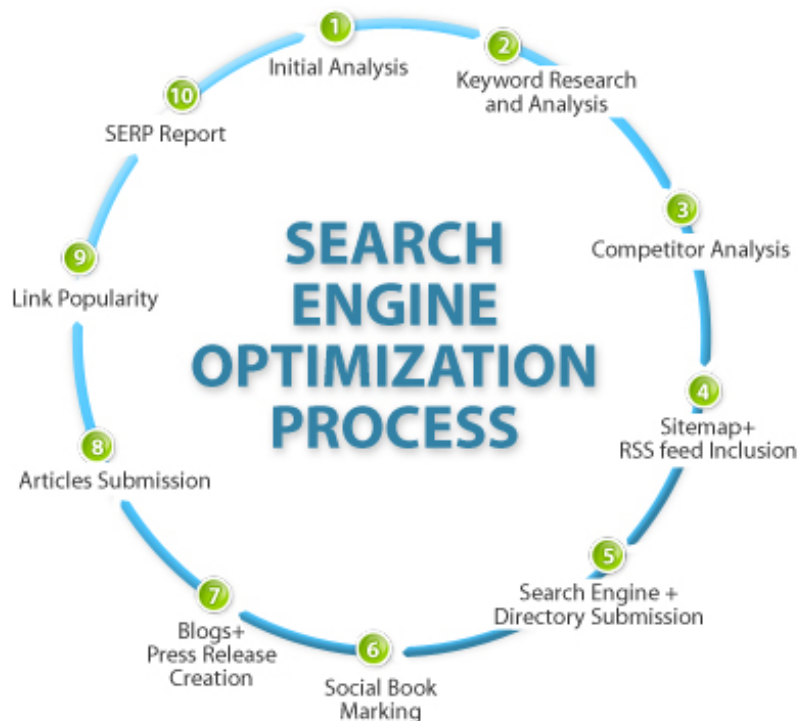 1
Initial Analysis
2
Keyword Research
and Analysis
3
Competitor Analysis
4
Sitemap+
RSS feed Inclusion
5
Search Engine +
Directory Submission
6
Social Book
Marking
7
Blogs+
Press Release
Creation
8
Articles Submission
9
Link Popularity
10
SERP Report
SEARCH
ENGINE
OPTIMIZATION
PROCESS